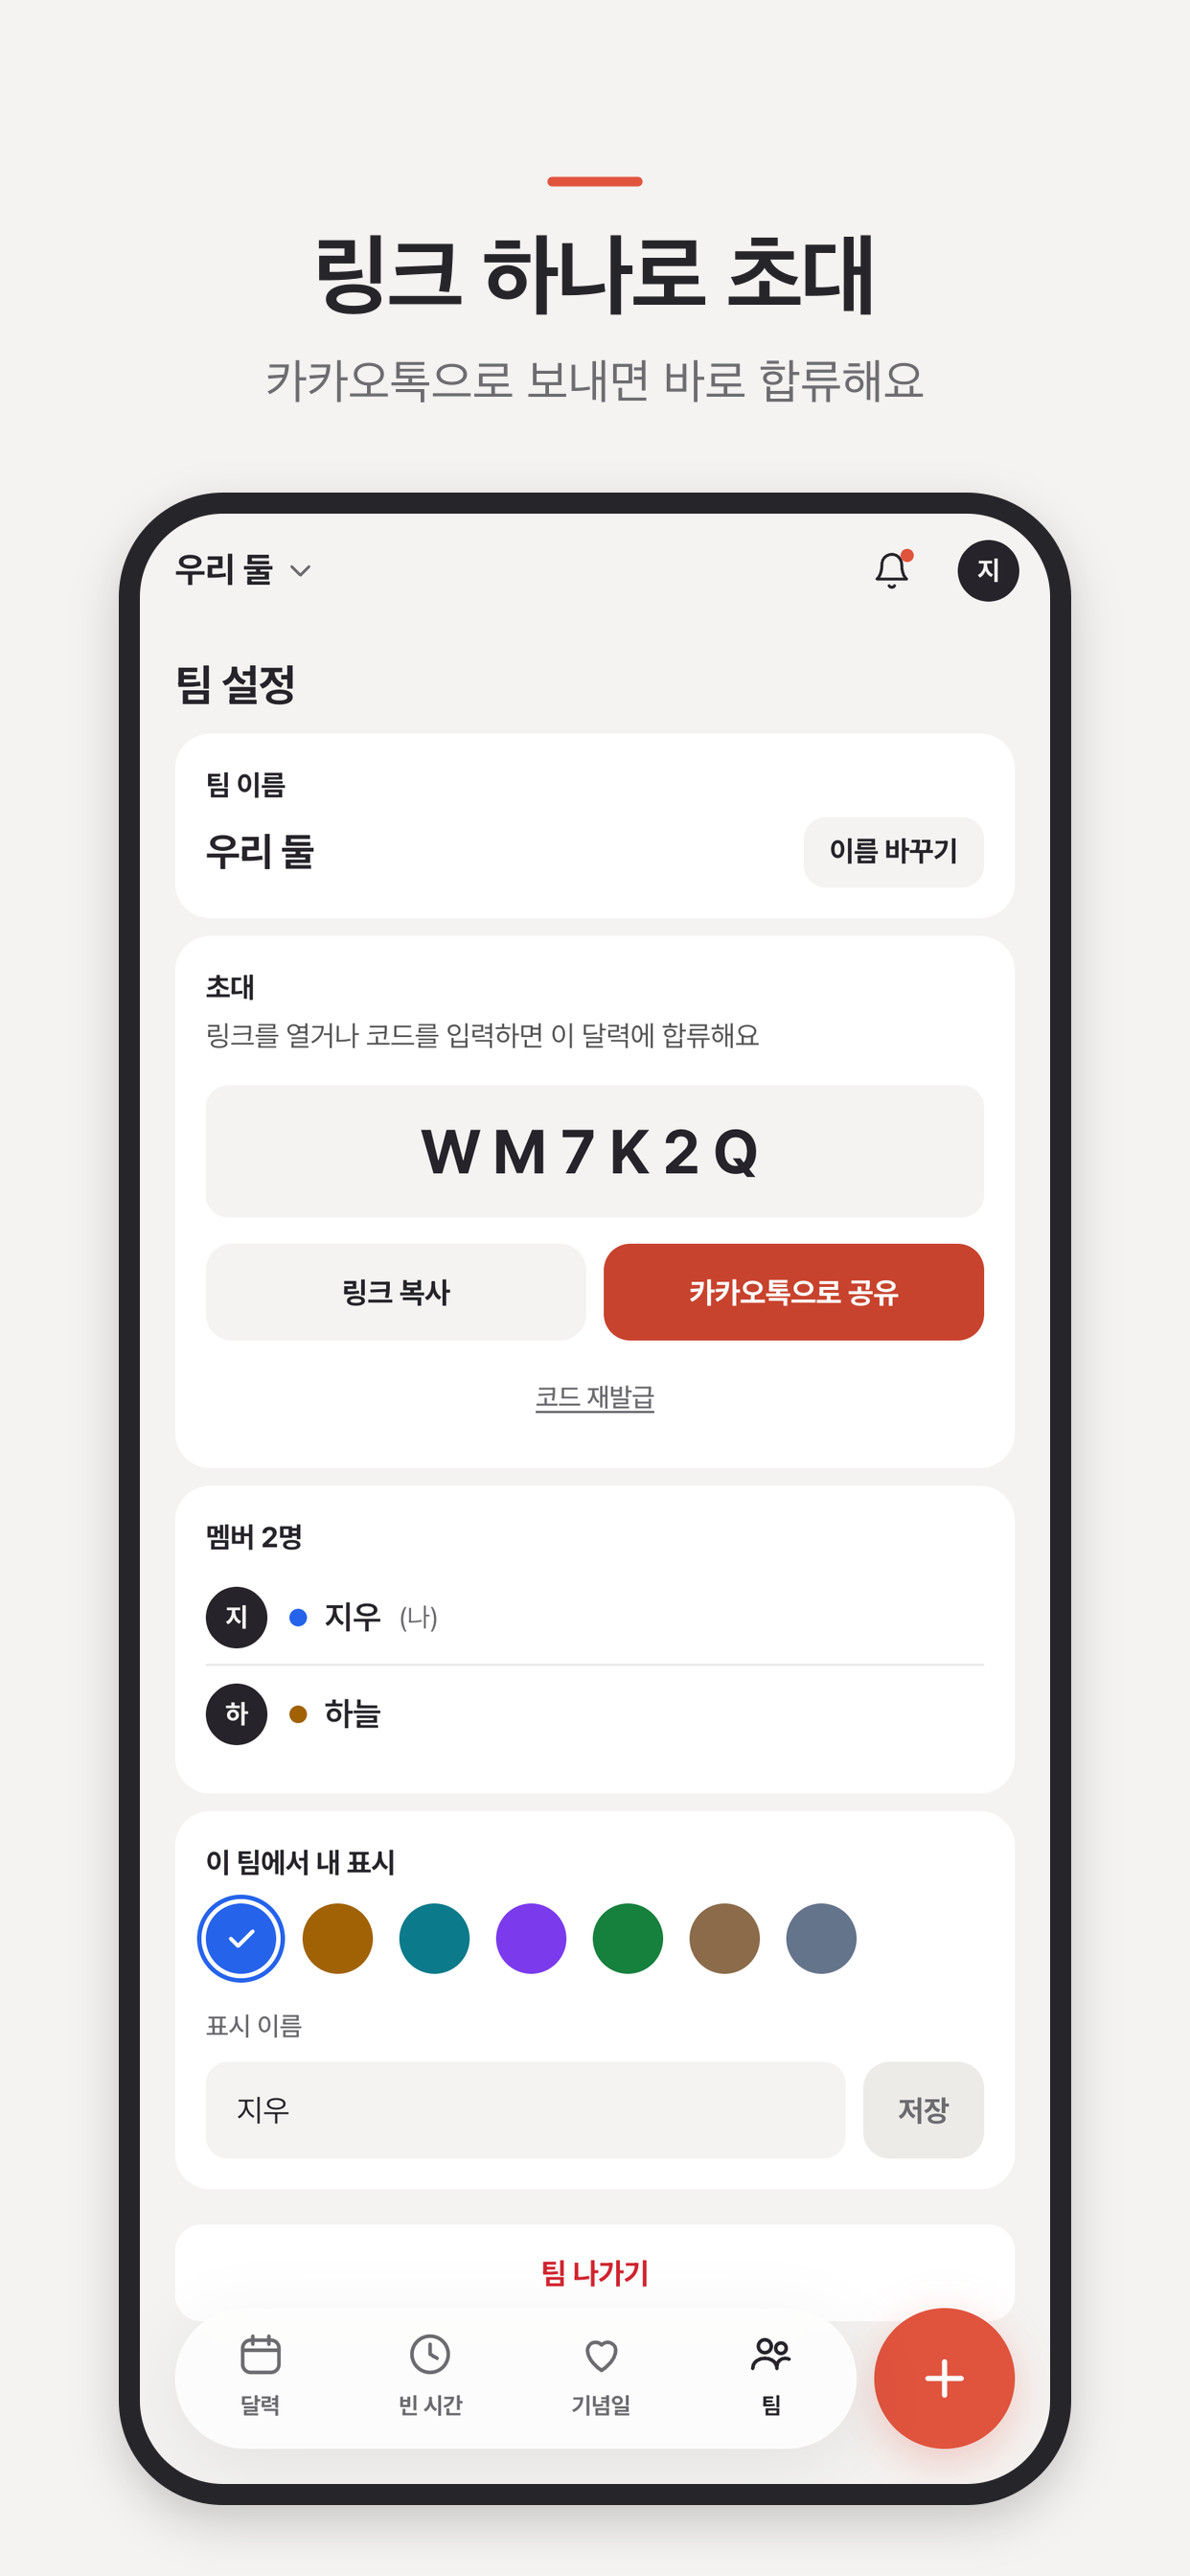 링크 하나로 초대
카카오톡으로 보내면 바로 합류해요
우리 둘
지
팀 설정
팀 이름
우리 둘
이름 바꾸기
초대
링크를 열거나 코드를 입력하면 이 달력에 합류해요
WM7K2Q
링크 복사
카카오톡으로 공유
코드 재발급
멤버 2명
지
지우 (나)
하
하늘
이 팀에서 내 표시
표시 이름
지우
저장
팀 나가기
달력
빈 시간
기념일
팀